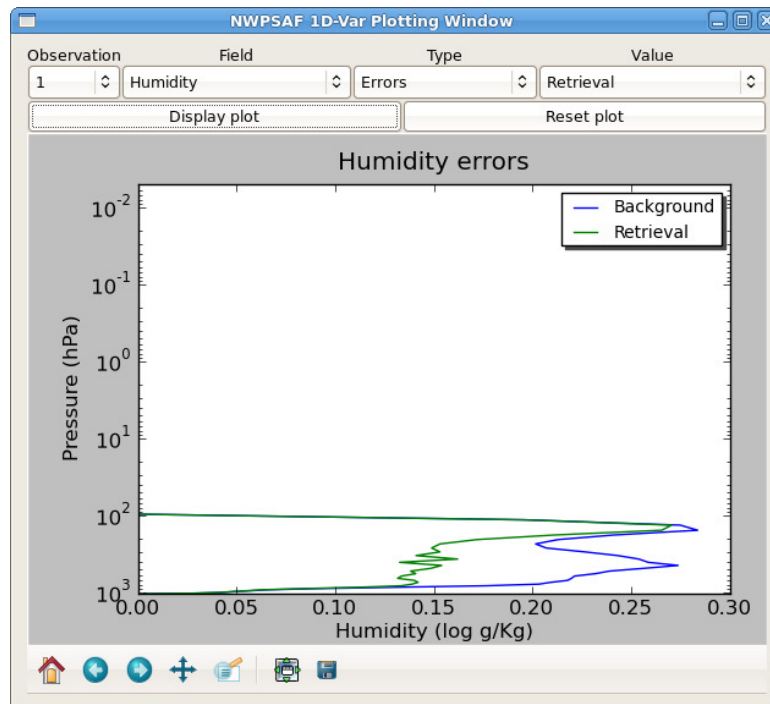 NWPSAF 1D-Var Plotting Window
Observation Field Type Value
1 Humidity Errors Retrieval
Display plot Reset plot
Humidity errors
Background
Retrieval
10^-2
10^-1
10^0
10^1
10^2
10^3
Pressure (hPa)
0.00 0.05 0.10 0.15 0.20 0.25 0.30
Humidity (log g/Kg)